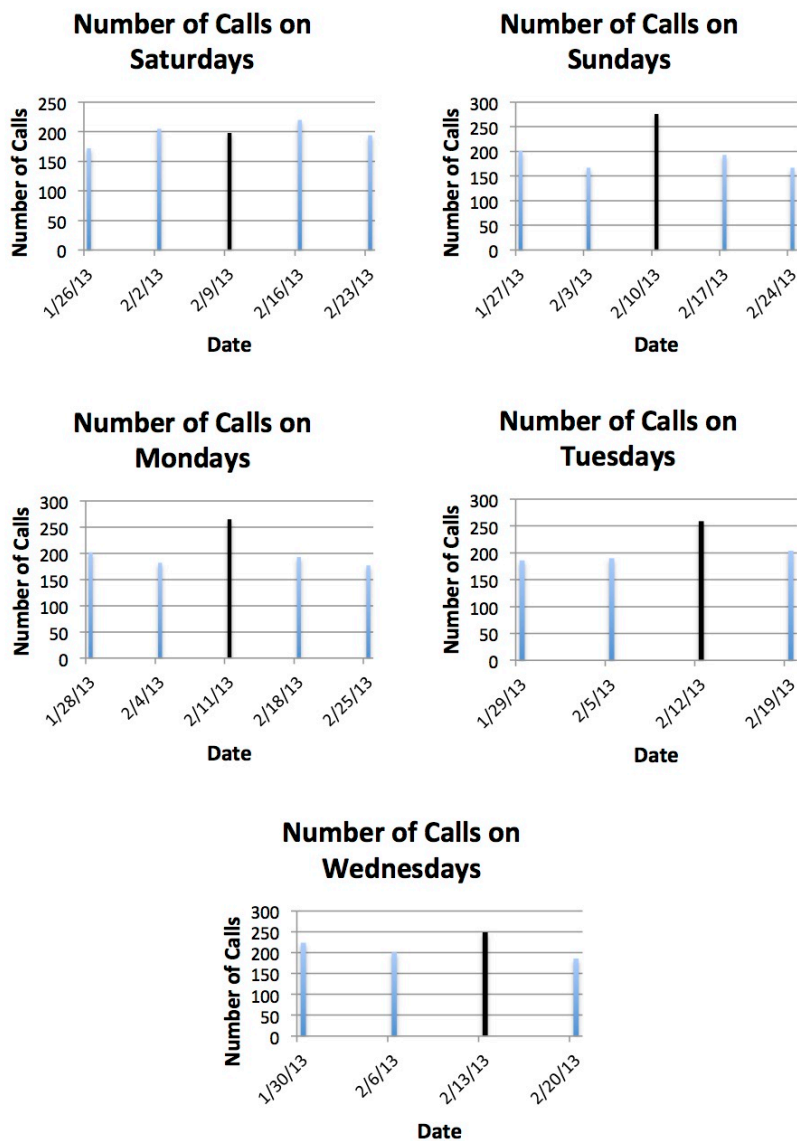 Number of Calls on
Saturdays
Number of Calls
250
200
150
100
50
0
1/26/13
2/2/13
2/9/13
2/16/13
2/23/13
Date
Number of Calls on
Sundays
Number of Calls
300
250
200
150
100
50
0
1/27/13
2/3/13
2/10/13
2/17/13
2/24/13
Date
Number of Calls on
Mondays
Number of Calls
300
250
200
150
100
50
0
1/28/13
2/4/13
2/11/13
2/18/13
2/25/13
Date
Number of Calls on
Tuesdays
Number of Calls
300
250
200
150
100
50
0
1/29/13
2/5/13
2/12/13
2/19/13
Date
Number of Calls on
Wednesdays
Number of Calls
300
250
200
150
100
50
0
1/30/13
2/6/13
2/13/13
2/20/13
Date